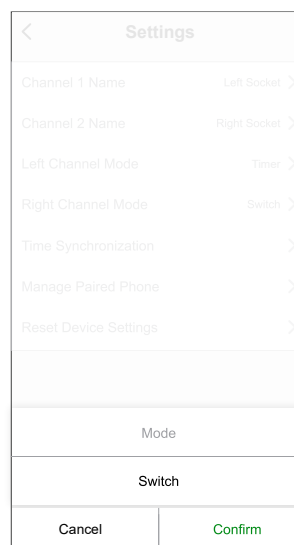 Settings
Channel 1 Name Left Socket
Channel 2 Name Right Socket
Left Channel Mode Timer
Right Channel Mode Switch
Time Synchronization
Manage Paired Phone
Reset Device Settings
Mode
Switch
Cancel Confirm